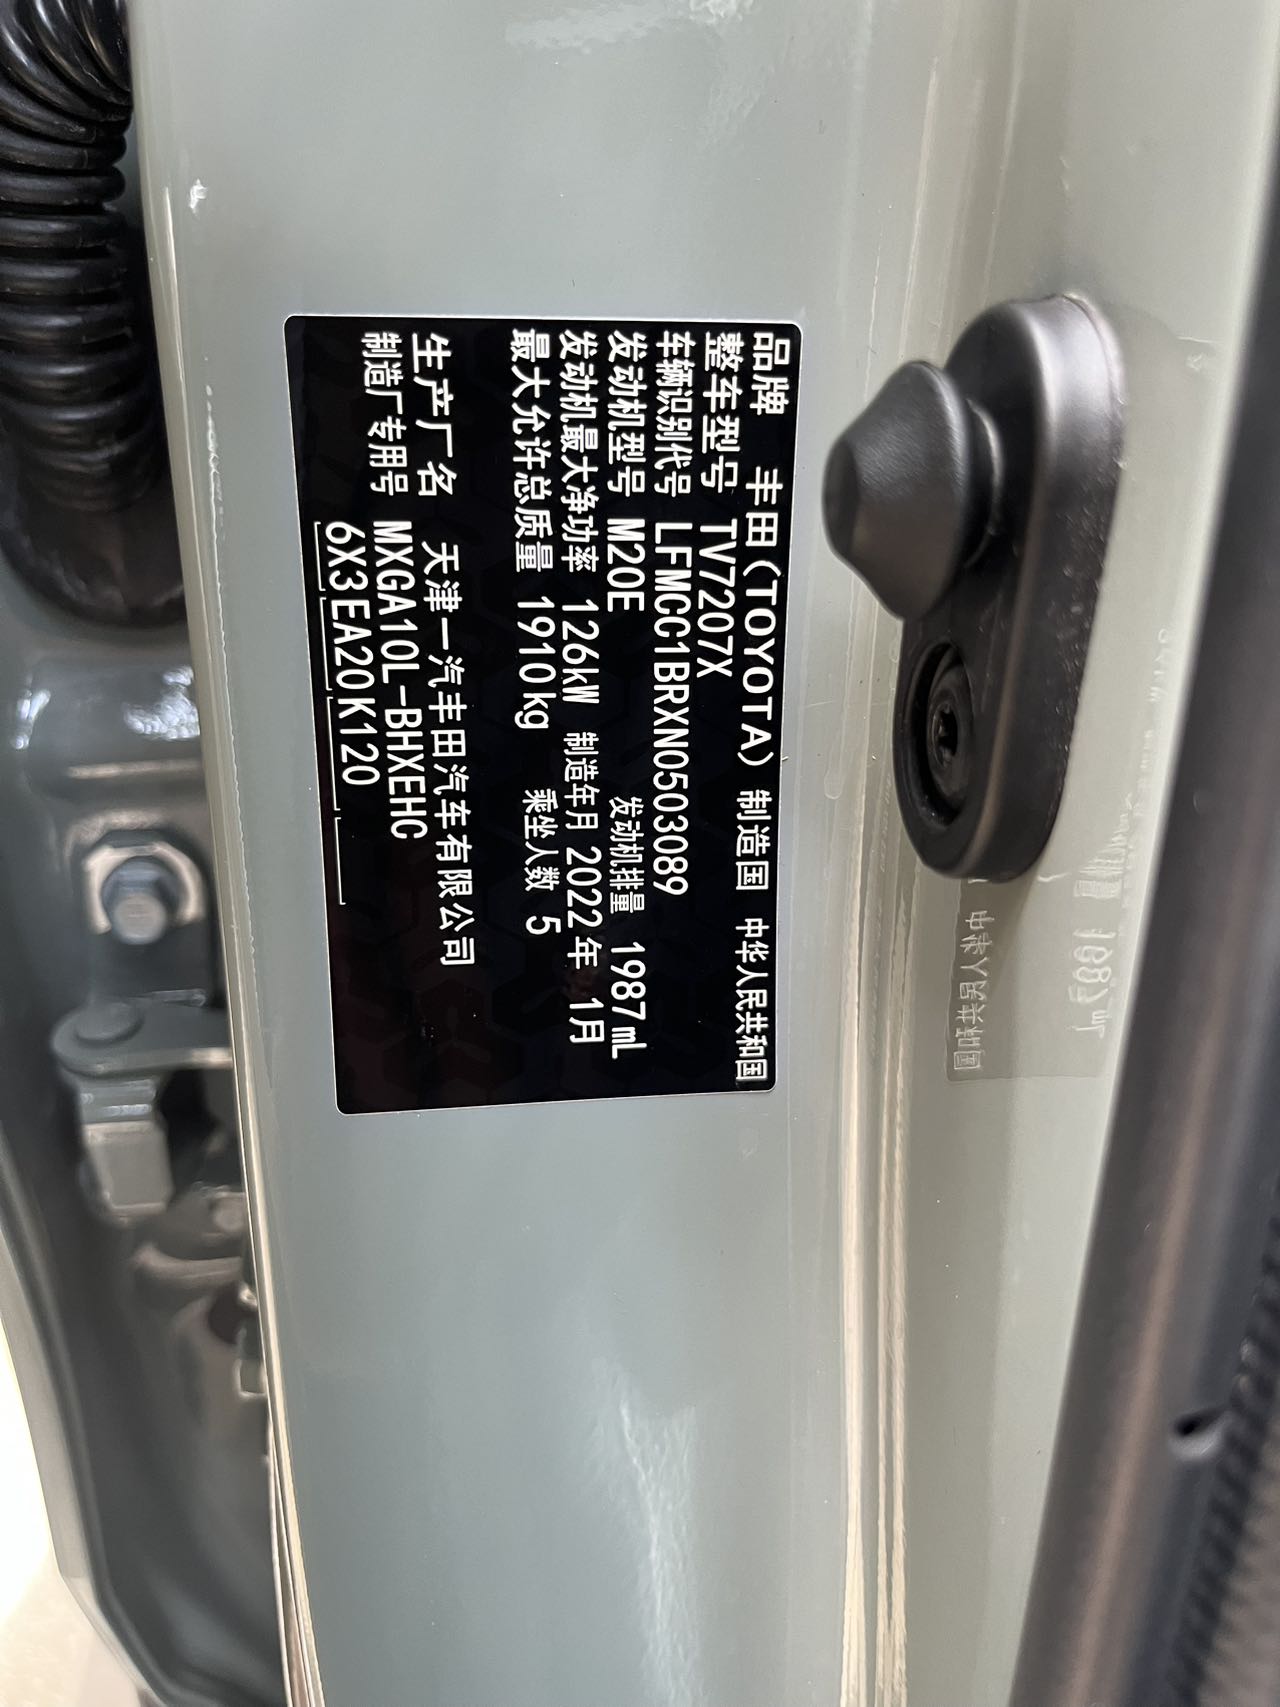 品牌 丰田(TOYOTA) 制造国 中华人民共和国
整车型号 TV7207X
车辆识别代号 LFMCC1BRXN0503089
发动机型号 M20E 发动机排量 1987mL
发动机最大净功率 126kW 制造年月 2022年 1月
最大允许总质量 1910kg 乘坐人数 5
生产厂名 天津一汽丰田汽车有限公司
制造厂专用号 MXGA10L-BHXEHC
6X3EA20K120